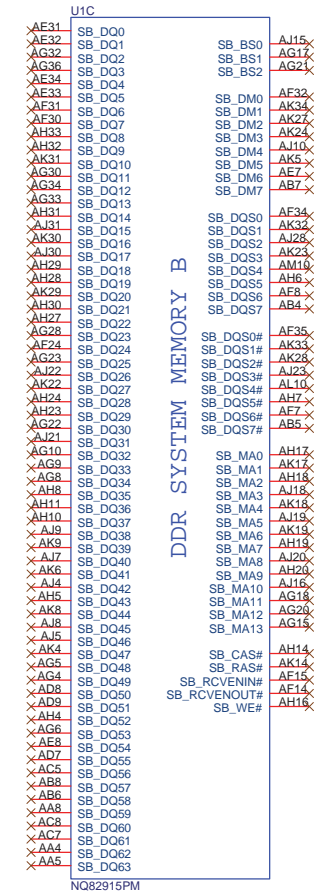 U1C
AE31 SB_DQ0
AE32 SB_DQ1
AG32 SB_DQ2
AG36 SB_DQ3
AE34 SB_DQ4
AE33 SB_DQ5
AF31 SB_DQ6
AF30 SB_DQ7
AH33 SB_DQ8
AH32 SB_DQ9
AK31 SB_DQ10
AG30 SB_DQ11
AG34 SB_DQ12
AG33 SB_DQ13
AH31 SB_DQ14
AJ31 SB_DQ15
AK30 SB_DQ16
AJ30 SB_DQ17
AH29 SB_DQ18
AH28 SB_DQ19
AK29 SB_DQ20
AH30 SB_DQ21
AH27 SB_DQ22
AG28 SB_DQ23
AF24 SB_DQ24
AG23 SB_DQ25
AJ22 SB_DQ26
AK22 SB_DQ27
AH24 SB_DQ28
AH23 SB_DQ29
AG22 SB_DQ30
AJ21 SB_DQ31
AG10 SB_DQ32
AG9 SB_DQ33
AG8 SB_DQ34
AH8 SB_DQ35
AH11 SB_DQ36
AH10 SB_DQ37
AJ9 SB_DQ38
AK9 SB_DQ39
AJ7 SB_DQ40
AK6 SB_DQ41
AJ4 SB_DQ42
AH5 SB_DQ43
AK8 SB_DQ44
AJ8 SB_DQ45
AJ5 SB_DQ46
AK4 SB_DQ47
AG5 SB_DQ48
AG4 SB_DQ49
AD8 SB_DQ50
AD9 SB_DQ51
AH4 SB_DQ52
AG6 SB_DQ53
AE8 SB_DQ54
AD7 SB_DQ55
AC5 SB_DQ56
AB8 SB_DQ57
AB6 SB_DQ58
AA8 SB_DQ59
AC8 SB_DQ60
AC7 SB_DQ61
AA4 SB_DQ62
AA5 SB_DQ63
DDR SYSTEM MEMORY B
SB_BS0 AJ15
SB_BS1 AG17
SB_BS2 AG21
SB_DM0 AF32
SB_DM1 AK34
SB_DM2 AK27
SB_DM3 AK24
SB_DM4 AJ10
SB_DM5 AK5
SB_DM6 AE7
SB_DM7 AB7
SB_DQS0 AF34
SB_DQS1 AK32
SB_DQS2 AJ28
SB_DQS3 AK23
SB_DQS4 AM10
SB_DQS5 AH6
SB_DQS6 AF8
SB_DQS7 AB4
SB_DQS0# AF35
SB_DQS1# AK33
SB_DQS2# AK28
SB_DQS3# AJ23
SB_DQS4# AL10
SB_DQS5# AH7
SB_DQS6# AF7
SB_DQS7# AB5
SB_MA0 AH17
SB_MA1 AK17
SB_MA2 AH18
SB_MA3 AJ18
SB_MA4 AK18
SB_MA5 AJ19
SB_MA6 AK19
SB_MA7 AH19
SB_MA8 AJ20
SB_MA9 AH20
SB_MA10 AJ16
SB_MA11 AG18
SB_MA12 AG20
SB_MA13 AG15
SB_CAS# AH14
SB_RAS# AK14
SB_RCVENIN# AF15
SB_RCVENOUT# AF14
SB_WE# AH16
NQ82915PM